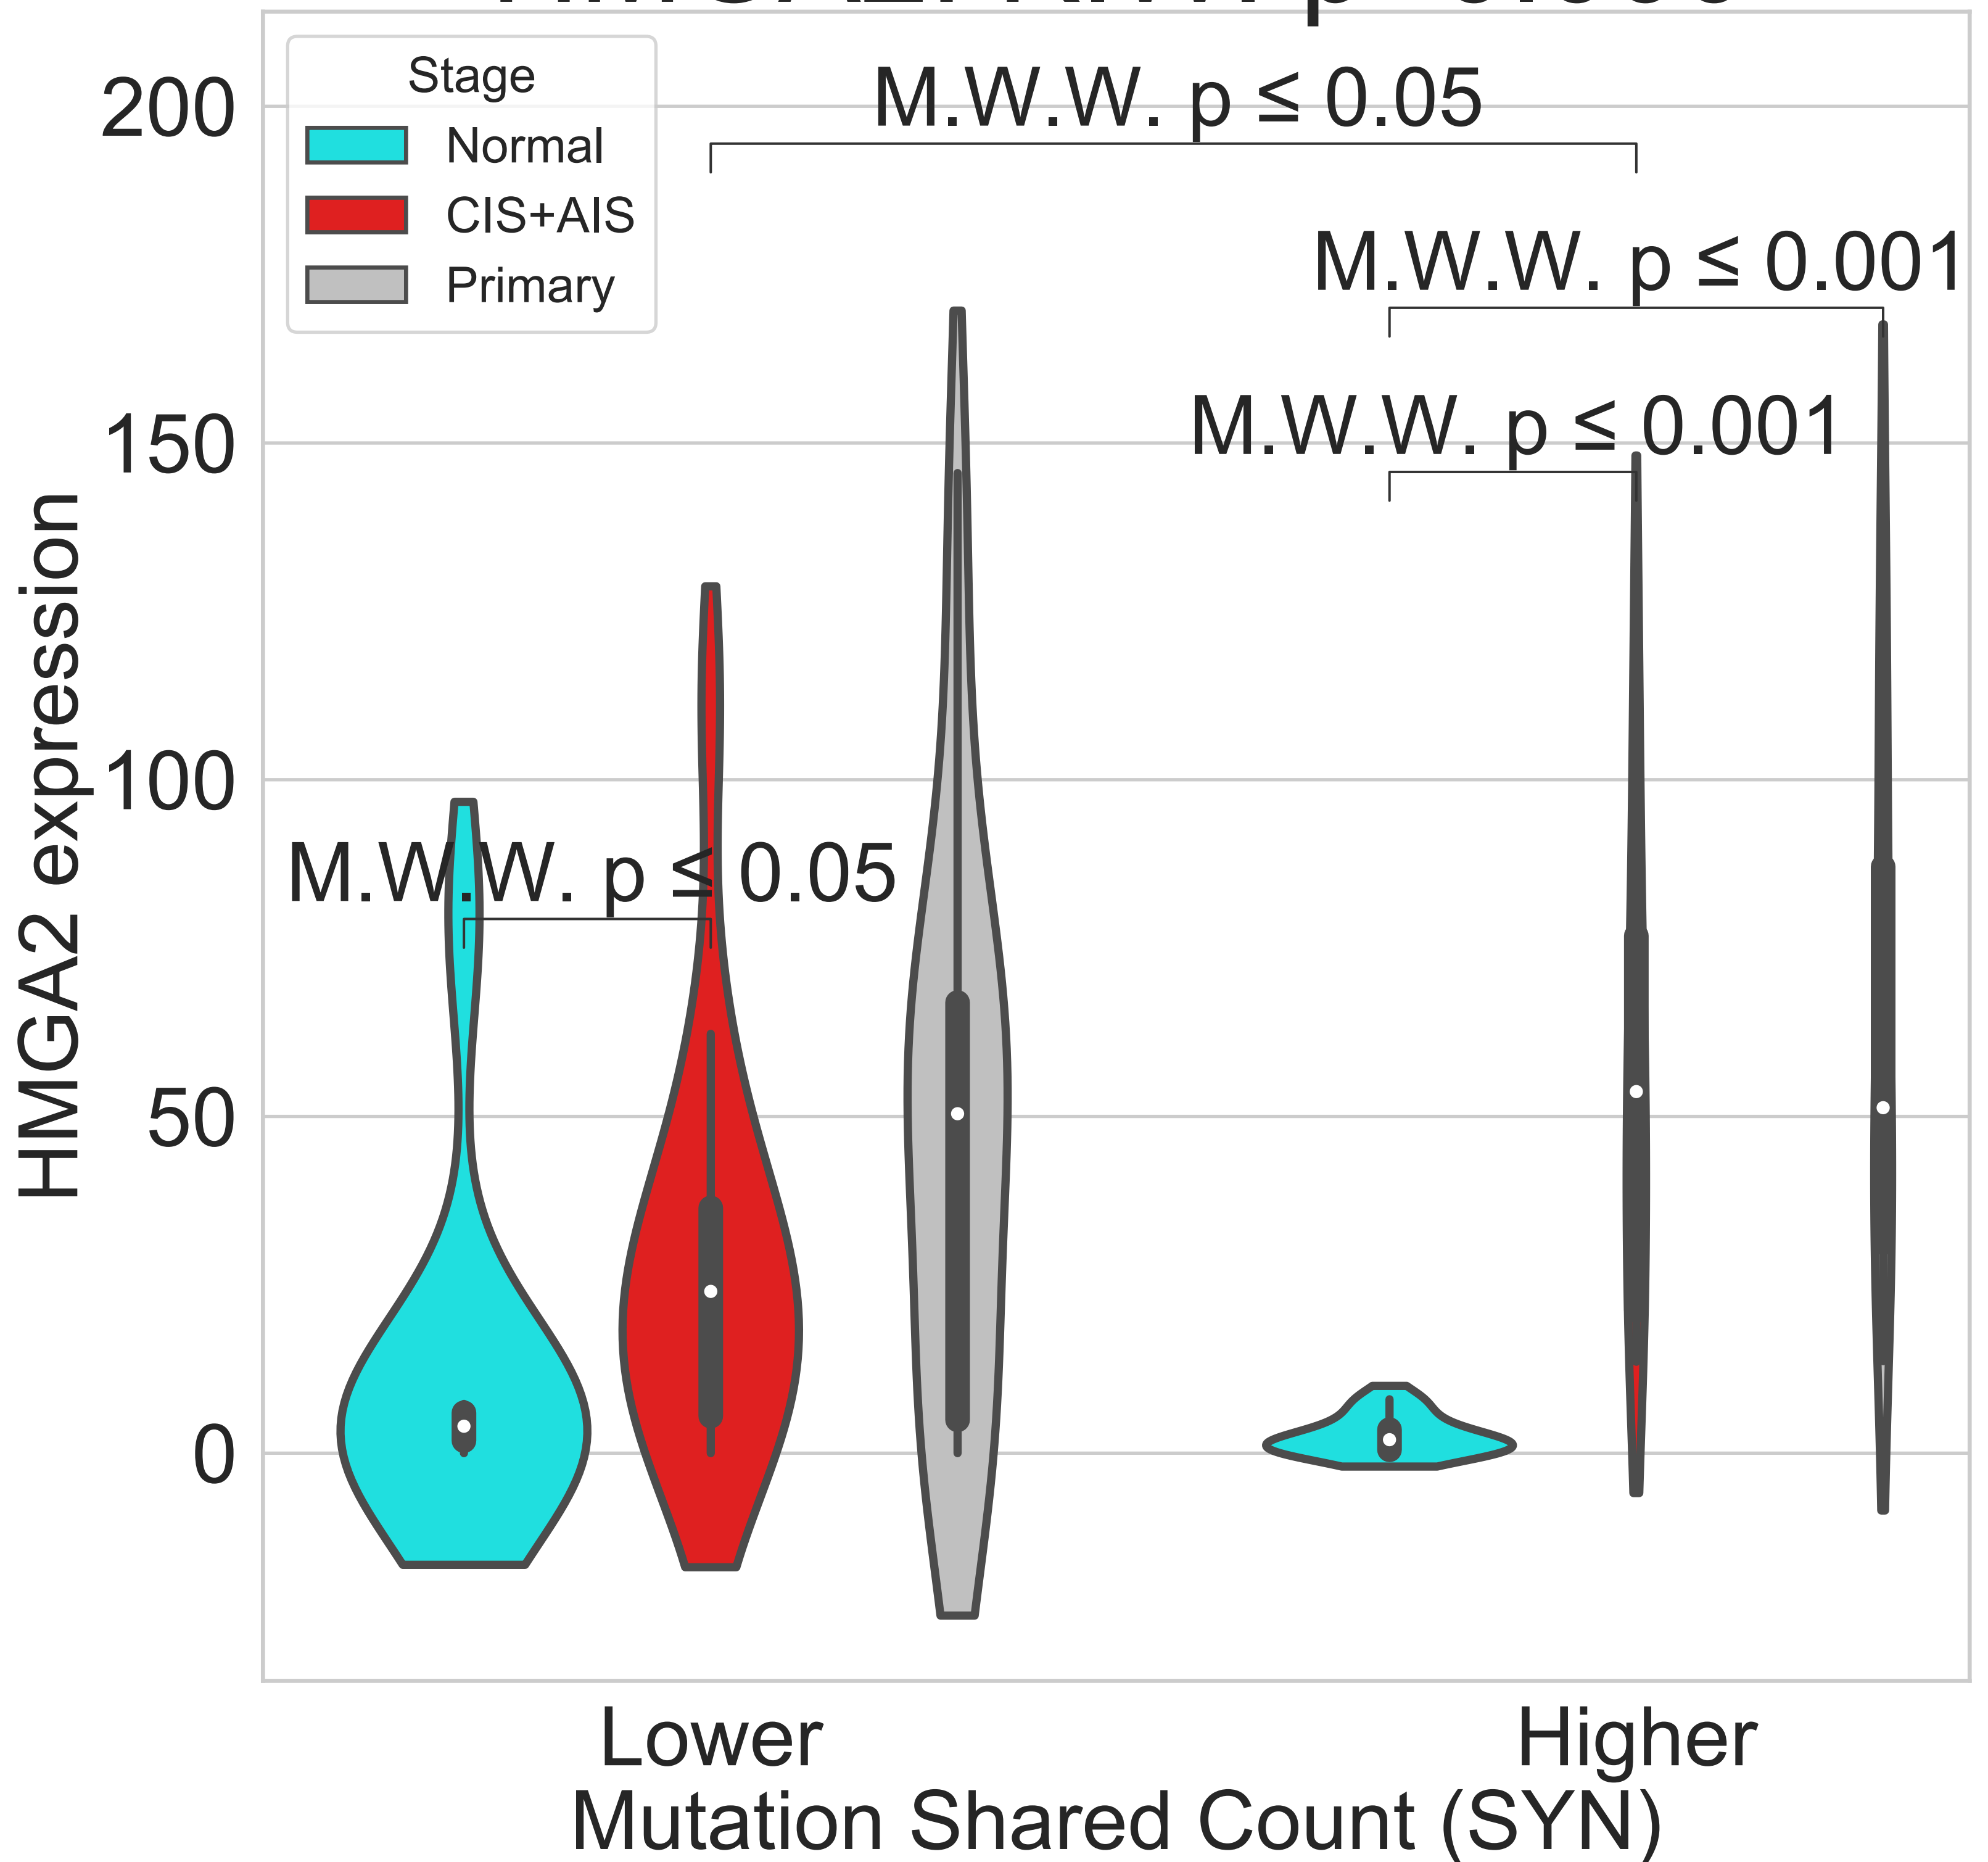 Stage
Normal
CIS+AIS
Primary
M.W.W. p ≤ 0.05
M.W.W. p ≤ 0.001
M.W.W. p ≤ 0.001
M.W.W. p ≤ 0.05
200
150
100
50
0
HMGA2 expression
Lower
Higher
Mutation Shared Count (SYN)